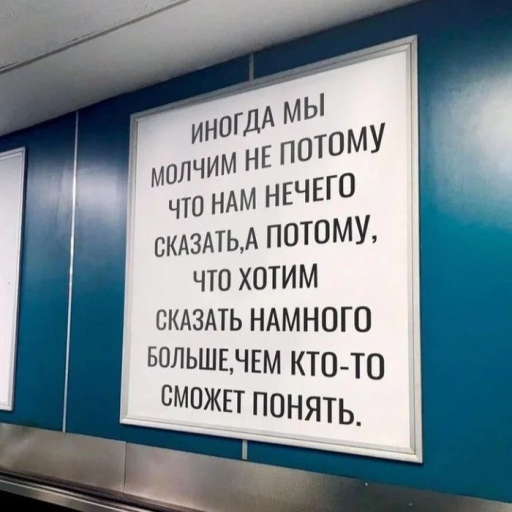 ИНОГДА МЫ
МОЛЧИМ НЕ ПОТОМУ
ЧТО НАМ НЕЧЕГО
СКАЗАТЬ,А ПОТОМУ,
ЧТО ХОТИМ
СКАЗАТЬ НАМНОГО
БОЛЬШЕ,ЧЕМ КТО-ТО
СМОЖЕТ ПОНЯТЬ.